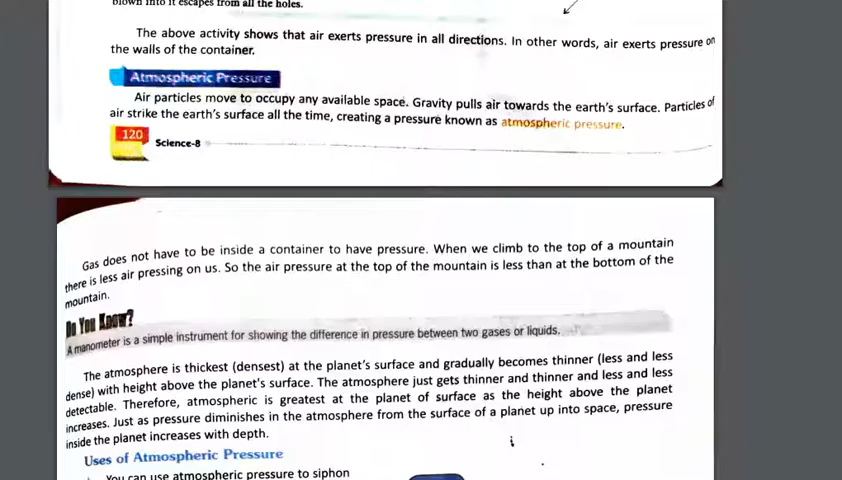 blown into it escapes from all the holes.
The above activity shows that air exerts pressure in all directions. In other words, air exerts pressure on
the walls of the container.
Atmospheric Pressure
Air particles move to occupy any available space. Gravity pulls air towards the earth's surface. Particles of
air strike the earth's surface all the time, creating a pressure known as atmospheric pressure.
120
Science-8
Gas does not have to be inside a container to have pressure. When we climb to the top of a mountain
there is less air pressing on us. So the air pressure at the top of the mountain is less than at the bottom of the
mountain.
Do You Know?
A manometer is a simple instrument for showing the difference in pressure between two gases or liquids.
The atmosphere is thickest (densest) at the planet's surface and gradually becomes thinner (less and less
dense) with height above the planet's surface. The atmosphere just gets thinner and thinner and less and less
detectable. Therefore, atmospheric is greatest at the planet of surface as the height above the planet
increases. Just as pressure diminishes in the atmosphere from the surface of a planet up into space, pressure
inside the planet increases with depth.
Uses of Atmospheric Pressure
You can use atmospheric pressure to siphon